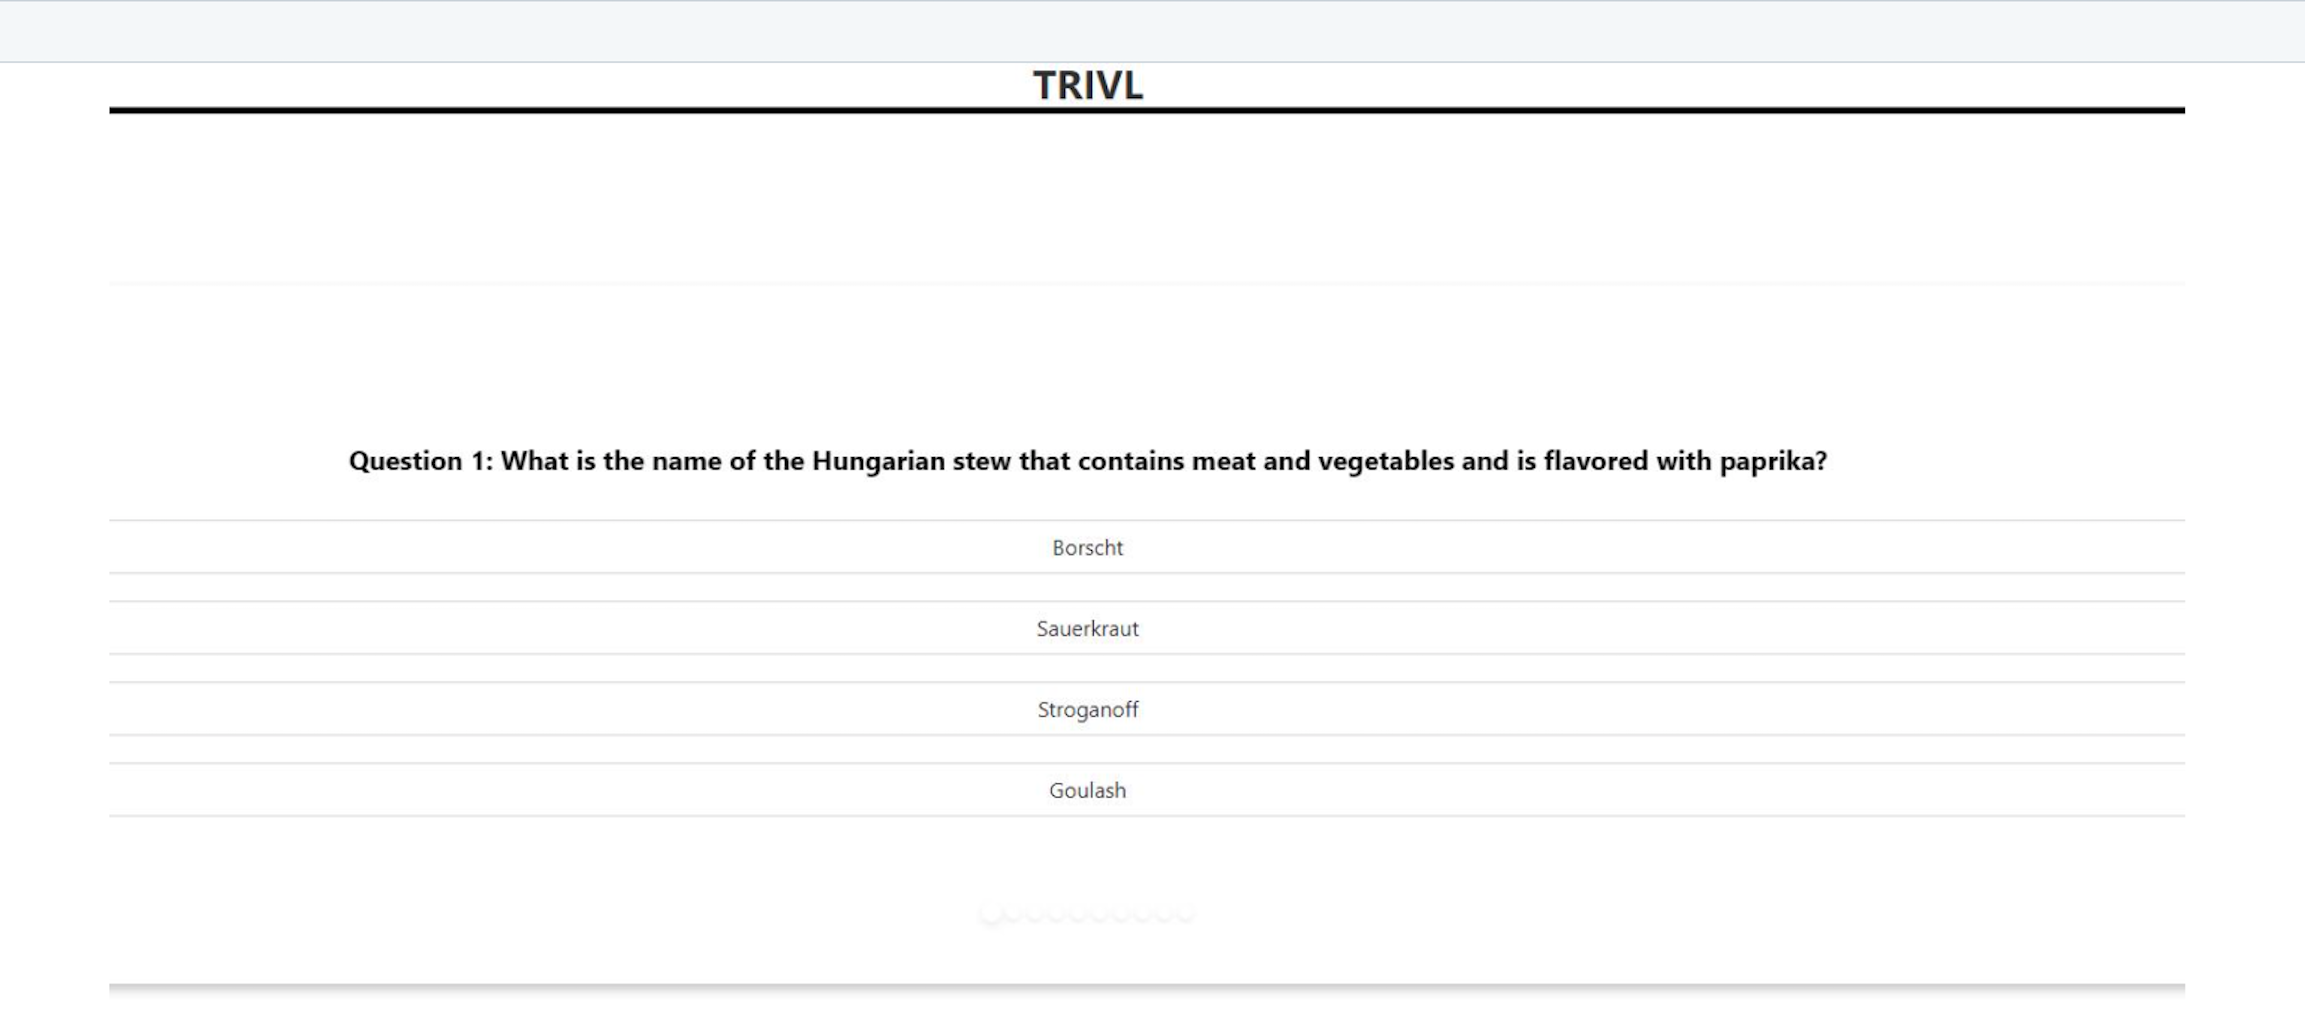 TRIVL
Question 1: What is the name of the Hungarian stew that contains meat and vegetables and is flavored with paprika?
Borscht
Sauerkraut
Stroganoff
Goulash